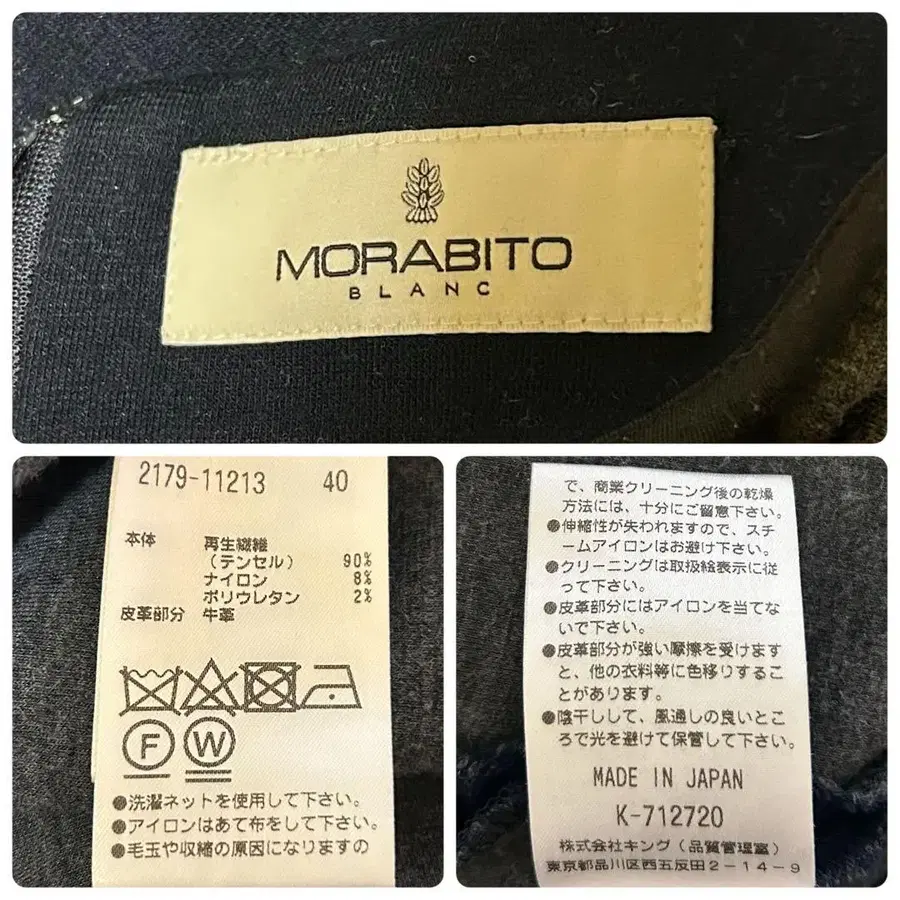 MORABITO
BLANC
2179-11213 40
本体 再生繊維
（テンセル） 90%
ナイロン 8%
ポリウレタン 2%
皮革部分 牛革
F W
●洗濯ネットを使用して下さい。
●アイロンはあて布をして下さい。
●毛玉や収縮の原因になりますの
で、商業クリーニング後の乾燥
方法には、十分にご留意下さい。
●伸縮性が失われますので、スチ
ームアイロンはお避け下さい。
●クリーニングは取扱絵表示に従
って下さい。
●皮革部分にはアイロンを当てな
いで下さい。
●皮革部分が強い摩擦を受けます
と、他の衣料等に色移りするこ
とがあります。
●陰干しして、風通しの良いとこ
ろで光を避けて保管して下さい。
MADE IN JAPAN
K-712720
株式会社キング（品質管理室）
東京都品川区西五反田2-14-9